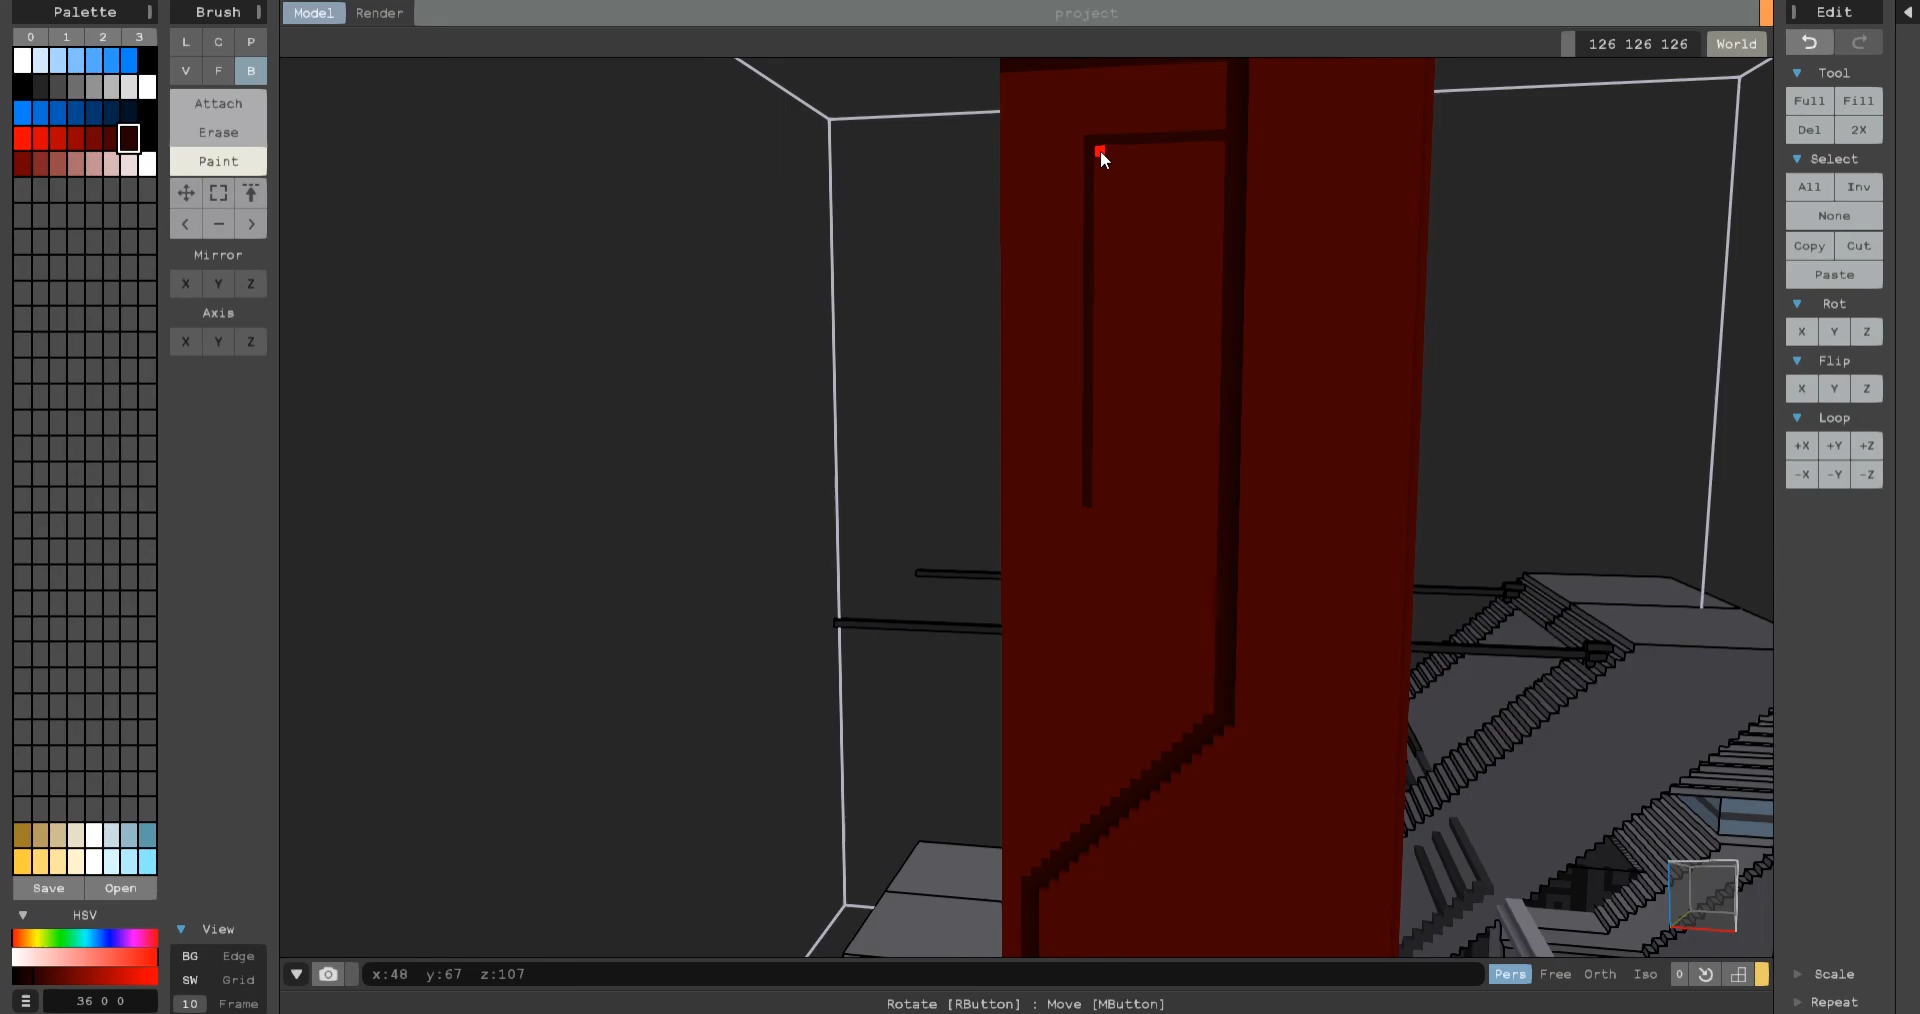 Palette
0 1 2 3
Save Open
HSV
36 0 0
Brush
L C P
V F B
Attach
Erase
Paint
Mirror
X Y Z
Axis
X Y Z
View
BG Edge
SW Grid
10 Frame
Model Render
project
126 126 126 World
x:48 y:67 z:107
Pers Free Orth Iso 0
Rotate [RButton] : Move [MButton]
Edit
Tool
Full Fill
Del 2X
Select
All Inv
None
Copy Cut
Paste
Rot
X Y Z
Flip
X Y Z
Loop
+X +Y +Z
-X -Y -Z
Scale
Repeat